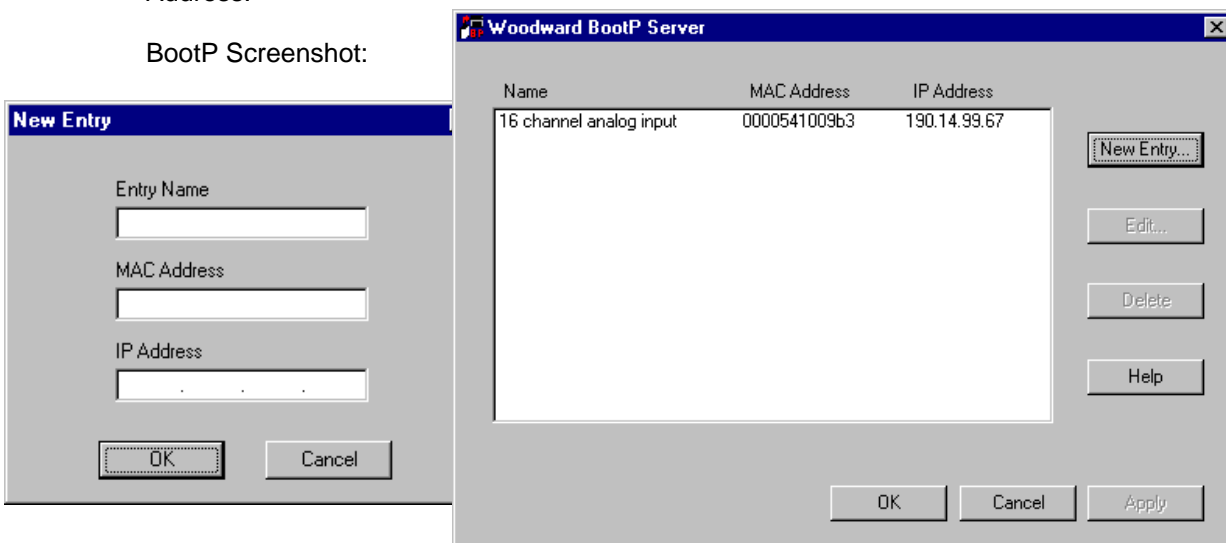 Address.
BootP Screenshot:
New Entry
Entry Name
MAC Address
IP Address
. . .
OK Cancel
Woodward BootP Server
Name MAC Address IP Address
16 channel analog input 0000541009b3 190.14.99.67
New Entry...
Edit...
Delete
Help
OK Cancel Apply